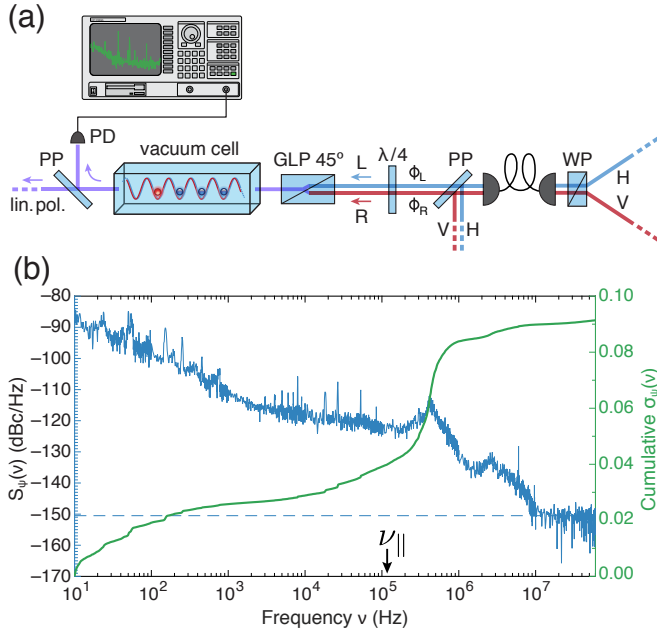 (a)
PD
PP
vacuum cell
GLP 45º
L
λ/4
ΦL
PP
WP
H
lin. pol.
R
ΦR
V
V
H
(b)
Sψ(ν) (dBc/Hz)
−80
−90
−100
−110
−120
−130
−140
−150
−160
−170
ν||
10¹
10²
10³
10⁴
10⁵
10⁶
10⁷
Frequency ν (Hz)
0.10
0.08
0.06
0.04
0.02
0.00
Cumulative σψ(ν)